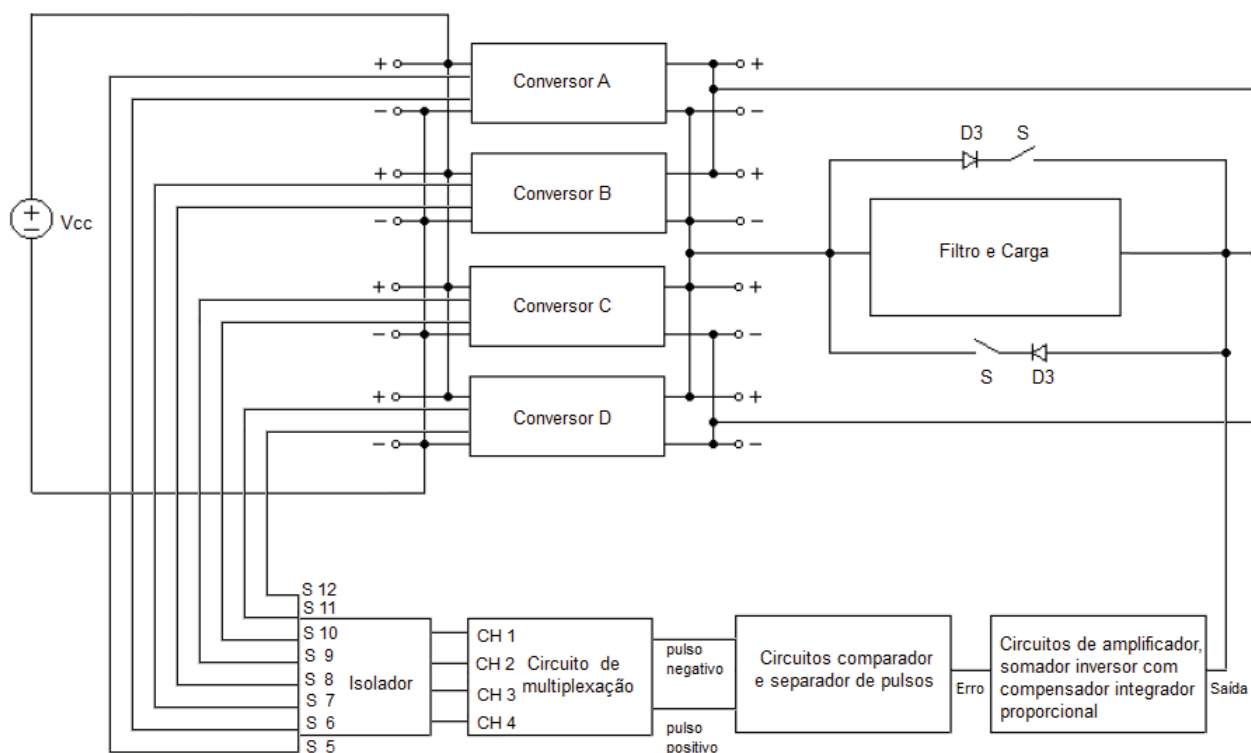 +
+
Conversor A
−
−
+
+
Conversor B
−
−
+
+
Conversor C
−
−
+
+
Conversor D
−
−
+
−
Vcc
D3
S
Filtro e Carga
S
D3
S 12
S 11
S 10
S 9
S 8
S 7
S 6
S 5
Isolador
CH 1
CH 2
CH 3
CH 4
Circuito de
multiplexação
pulso
negativo
pulso
positivo
Circuitos comparador
e separador de pulsos
Erro
Circuitos de amplificador,
somador inversor com
compensador integrador
proporcional
Saída